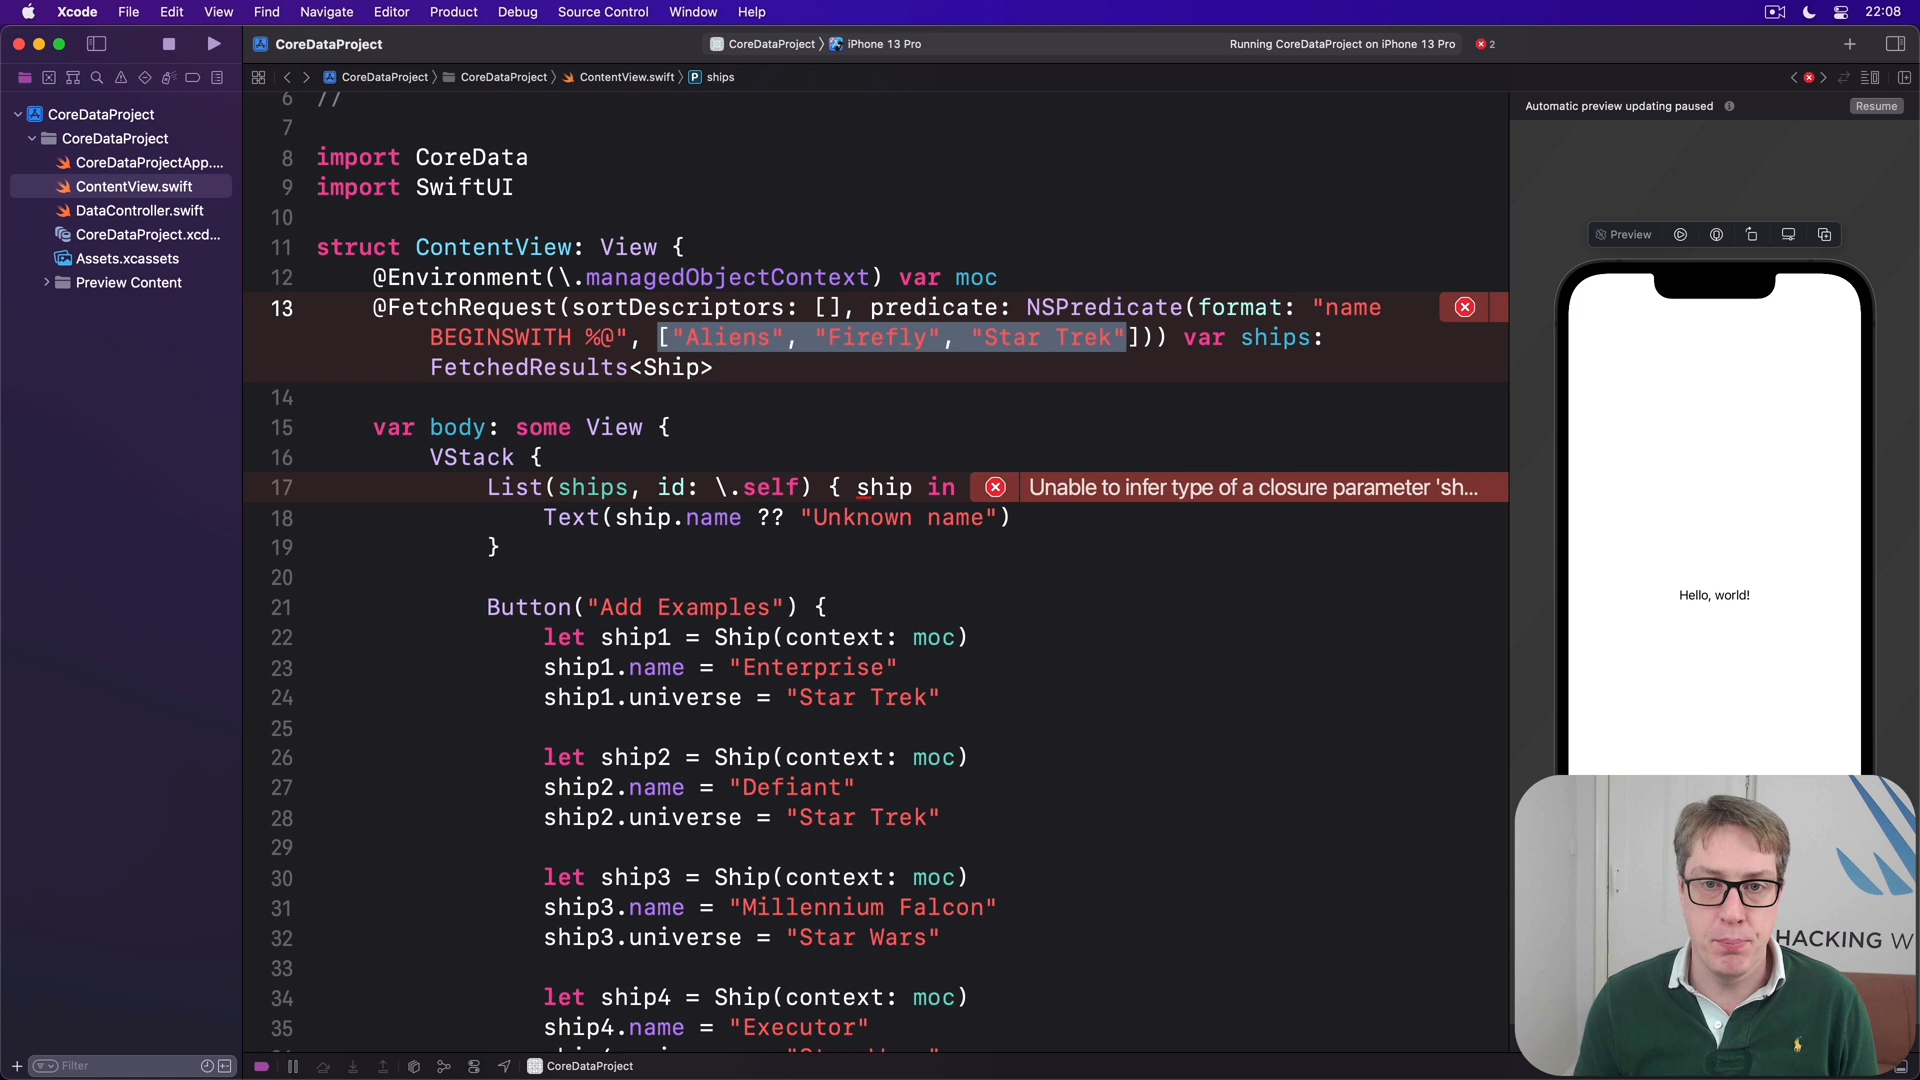 Xcode File Edit View Find Navigate Editor Product Debug Source Control Window Help 22:08
CoreDataProject CoreDataProject iPhone 13 Pro Running CoreDataProject on iPhone 13 Pro 2
CoreDataProject CoreDataProject ContentView.swift P ships
CoreDataProject
CoreDataProject
CoreDataProjectApp....
ContentView.swift
DataController.swift
CoreDataProject.xcd...
Assets.xcassets
Preview Content
Filter
6 //
7
8 import CoreData
9 import SwiftUI
10
11 struct ContentView: View {
12 @Environment(\.managedObjectContext) var moc
13 @FetchRequest(sortDescriptors: [], predicate: NSPredicate(format: "name
BEGINSWITH %@", ["Aliens", "Firefly", "Star Trek"])) var ships:
FetchedResults<Ship>
14
15 var body: some View {
16 VStack {
17 List(ships, id: \.self) { ship in Unable to infer type of a closure parameter 'sh...
18 Text(ship.name ?? "Unknown name")
19 }
20
21 Button("Add Examples") {
22 let ship1 = Ship(context: moc)
23 ship1.name = "Enterprise"
24 ship1.universe = "Star Trek"
25
26 let ship2 = Ship(context: moc)
27 ship2.name = "Defiant"
28 ship2.universe = "Star Trek"
29
30 let ship3 = Ship(context: moc)
31 ship3.name = "Millennium Falcon"
32 ship3.universe = "Star Wars"
33
34 let ship4 = Ship(context: moc)
35 ship4.name = "Executor"
CoreDataProject
Automatic preview updating paused Resume
Preview
Hello, world!
HACKING W